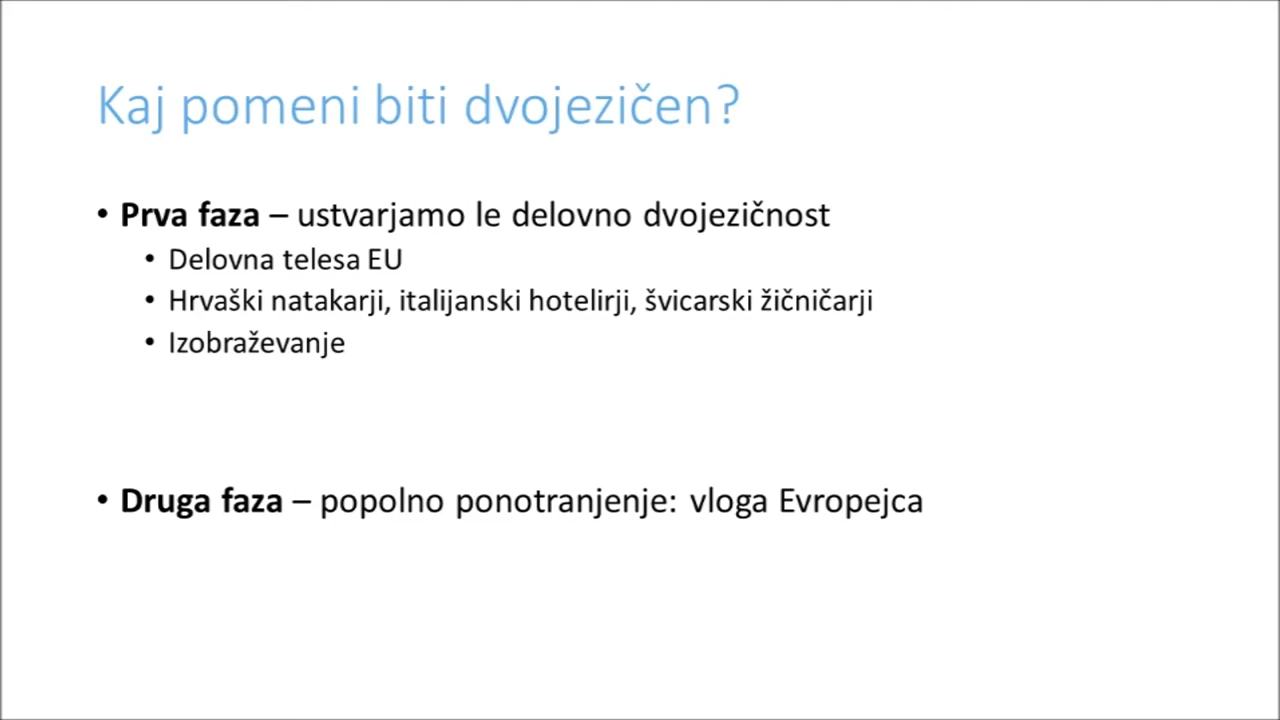 Kaj pomeni biti dvojezičen?
• Prva faza – ustvarjamo le delovno dvojezičnost
• Delovna telesa EU
• Hrvaški natakarji, italijanski hotelirji, švicarski žičničarji
• Izobraževanje
• Druga faza – popolno ponotranjenje: vloga Evropejca